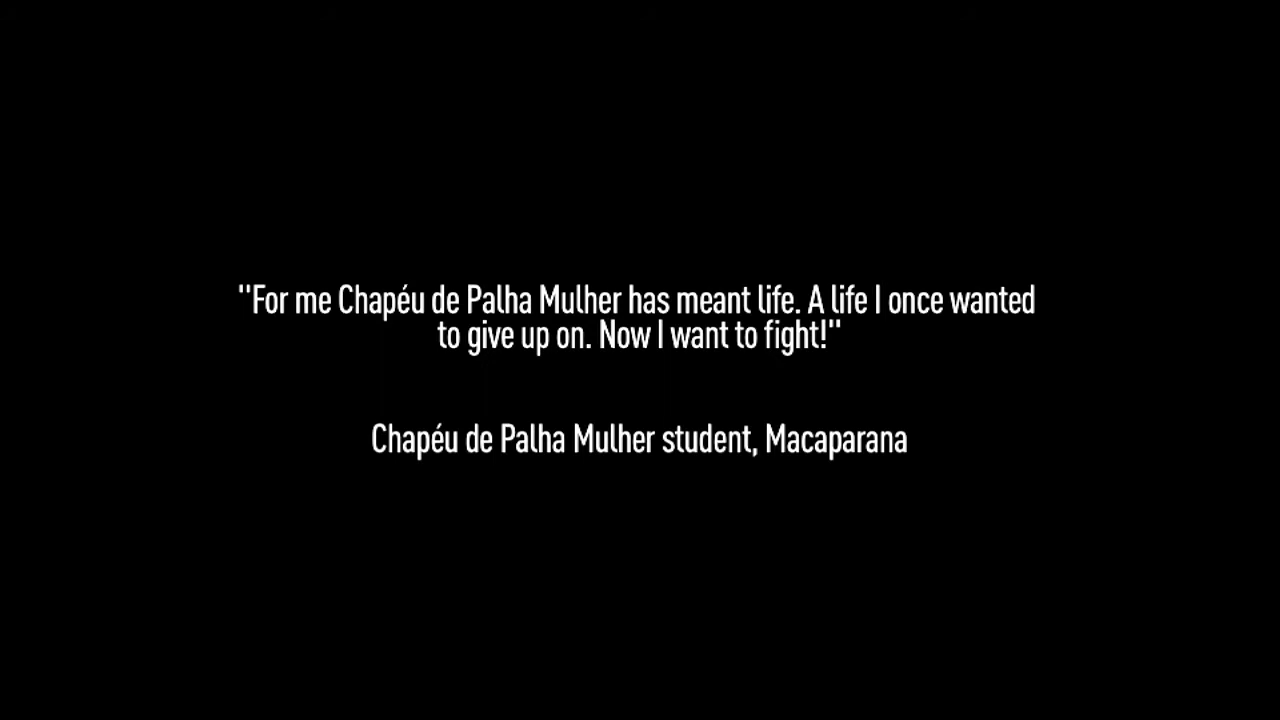 "For me Chapéu de Palha Mulher has meant life. A life I once wanted
to give up on. Now I want to fight!"
Chapéu de Palha Mulher student, Macaparana